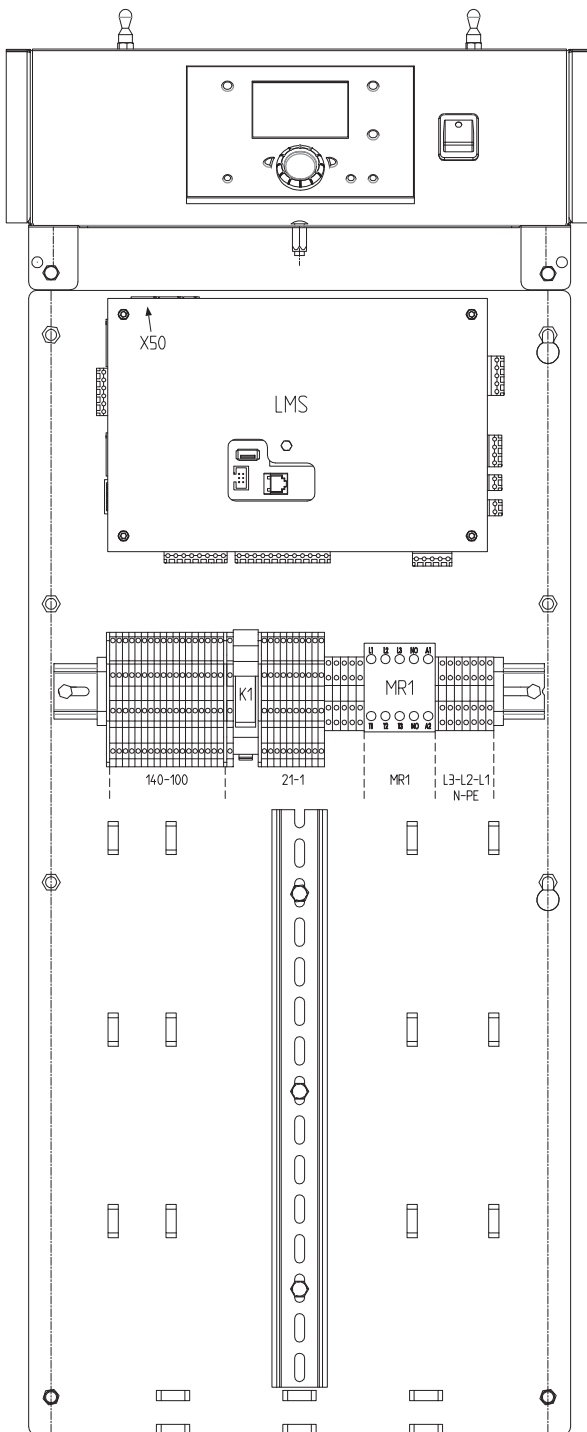 X50
LMS
L1 L2 L3 NO A1
K1
MR1
T1 T2 T3 NO A2
140-100
21-1
MR1
L3-L2-L1
N-PE